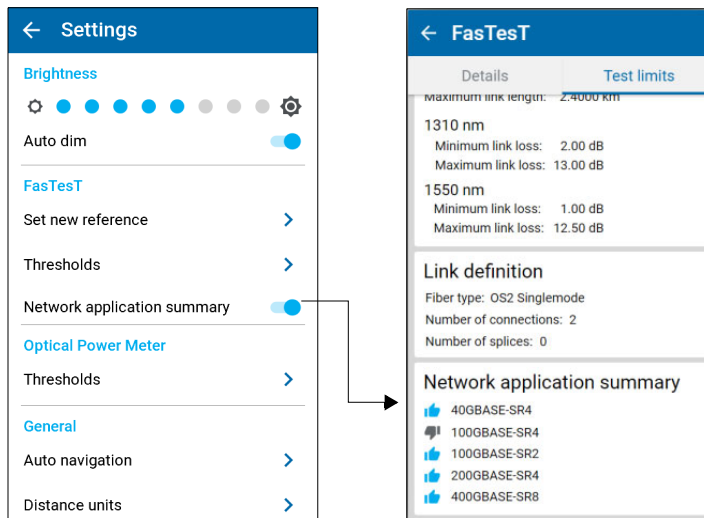 Settings
Brightness
Auto dim
FasTesT
Set new reference
Thresholds
Network application summary
Optical Power Meter
Thresholds
General
Auto navigation
Distance units
FasTesT
Details Test limits
Maximum link length: 2.4000 km
1310 nm
Minimum link loss: 2.00 dB
Maximum link loss: 13.00 dB
1550 nm
Minimum link loss: 1.00 dB
Maximum link loss: 12.50 dB
Link definition
Fiber type: OS2 Singlemode
Number of connections: 2
Number of splices: 0
Network application summary
40GBASE-SR4
100GBASE-SR4
100GBASE-SR2
200GBASE-SR4
400GBASE-SR8